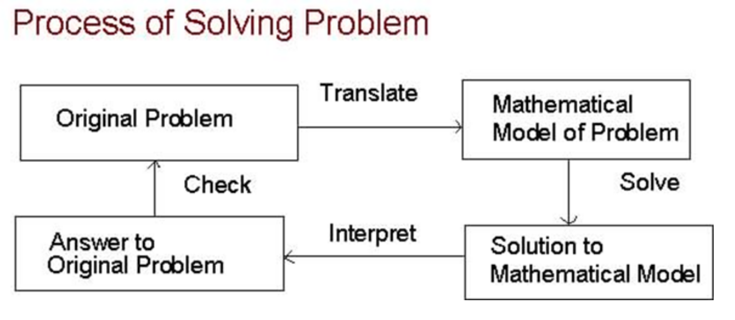 Process of Solving Problem
Original Problem
Translate
Mathematical
Model of Problem
Check
Solve
Answer to
Original Problem
Interpret
Solution to
Mathematical Model